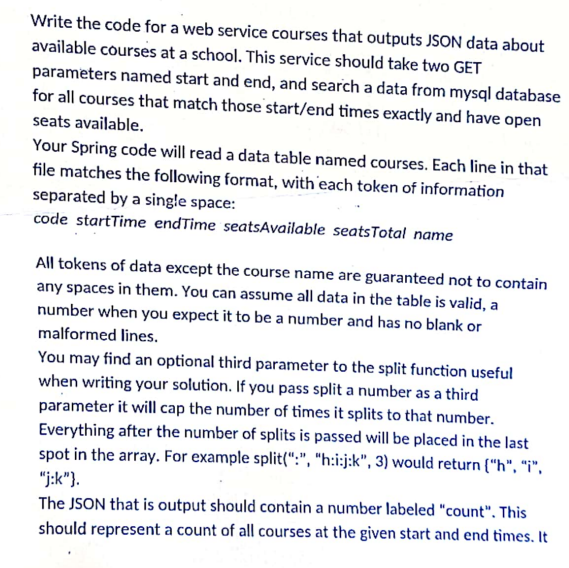 Write the code for a web service courses that outputs JSON data about
available courses at a school. This service should take two GET
parameters named start and end, and search a data from mysql database
for all courses that match those start/end times exactly and have open
seats available.
Your Spring code will read a data table named courses. Each line in that
file matches the following format, with each token of information
separated by a single space:
code startTime endTime seatsAvailable seatsTotal name
All tokens of data except the course name are guaranteed not to contain
any spaces in them. You can assume all data in the table is valid, a
number when you expect it to be a number and has no blank or
malformed lines.
You may find an optional third parameter to the split function useful
when writing your solution. If you pass split a number as a third
parameter it will cap the number of times it splits to that number.
Everything after the number of splits is passed will be placed in the last
spot in the array. For example split(":", "h:i:j:k", 3) would return {"h", "i",
"j:k"}.
The JSON that is output should contain a number labeled "count". This
should represent a count of all courses at the given start and end times. It